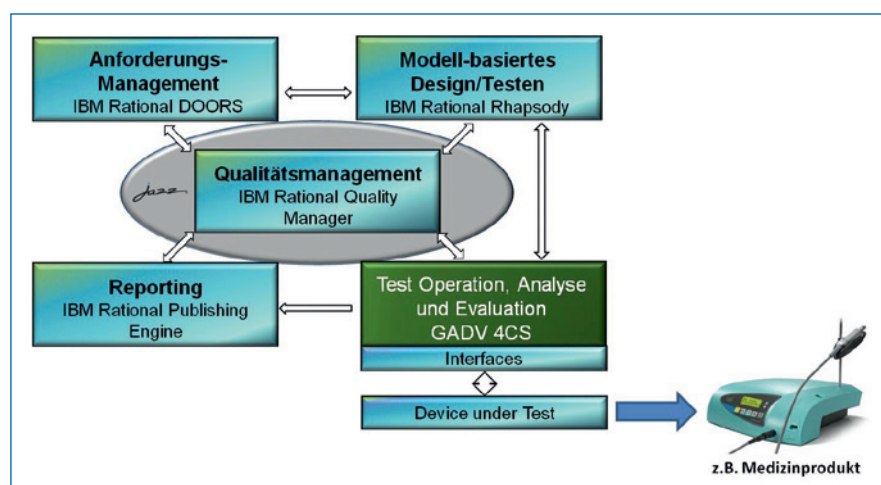 Anforderungs-
Management
IBM Rational DOORS
Modell-basiertes
Design/Testen
IBM Rational Rhapsody
jazz
Qualitätsmanagement
IBM Rational Quality
Manager
Reporting
IBM Rational Publishing
Engine
Test Operation, Analyse
und Evaluation
GADV 4CS
Interfaces
Device under Test
z.B. Medizinprodukt